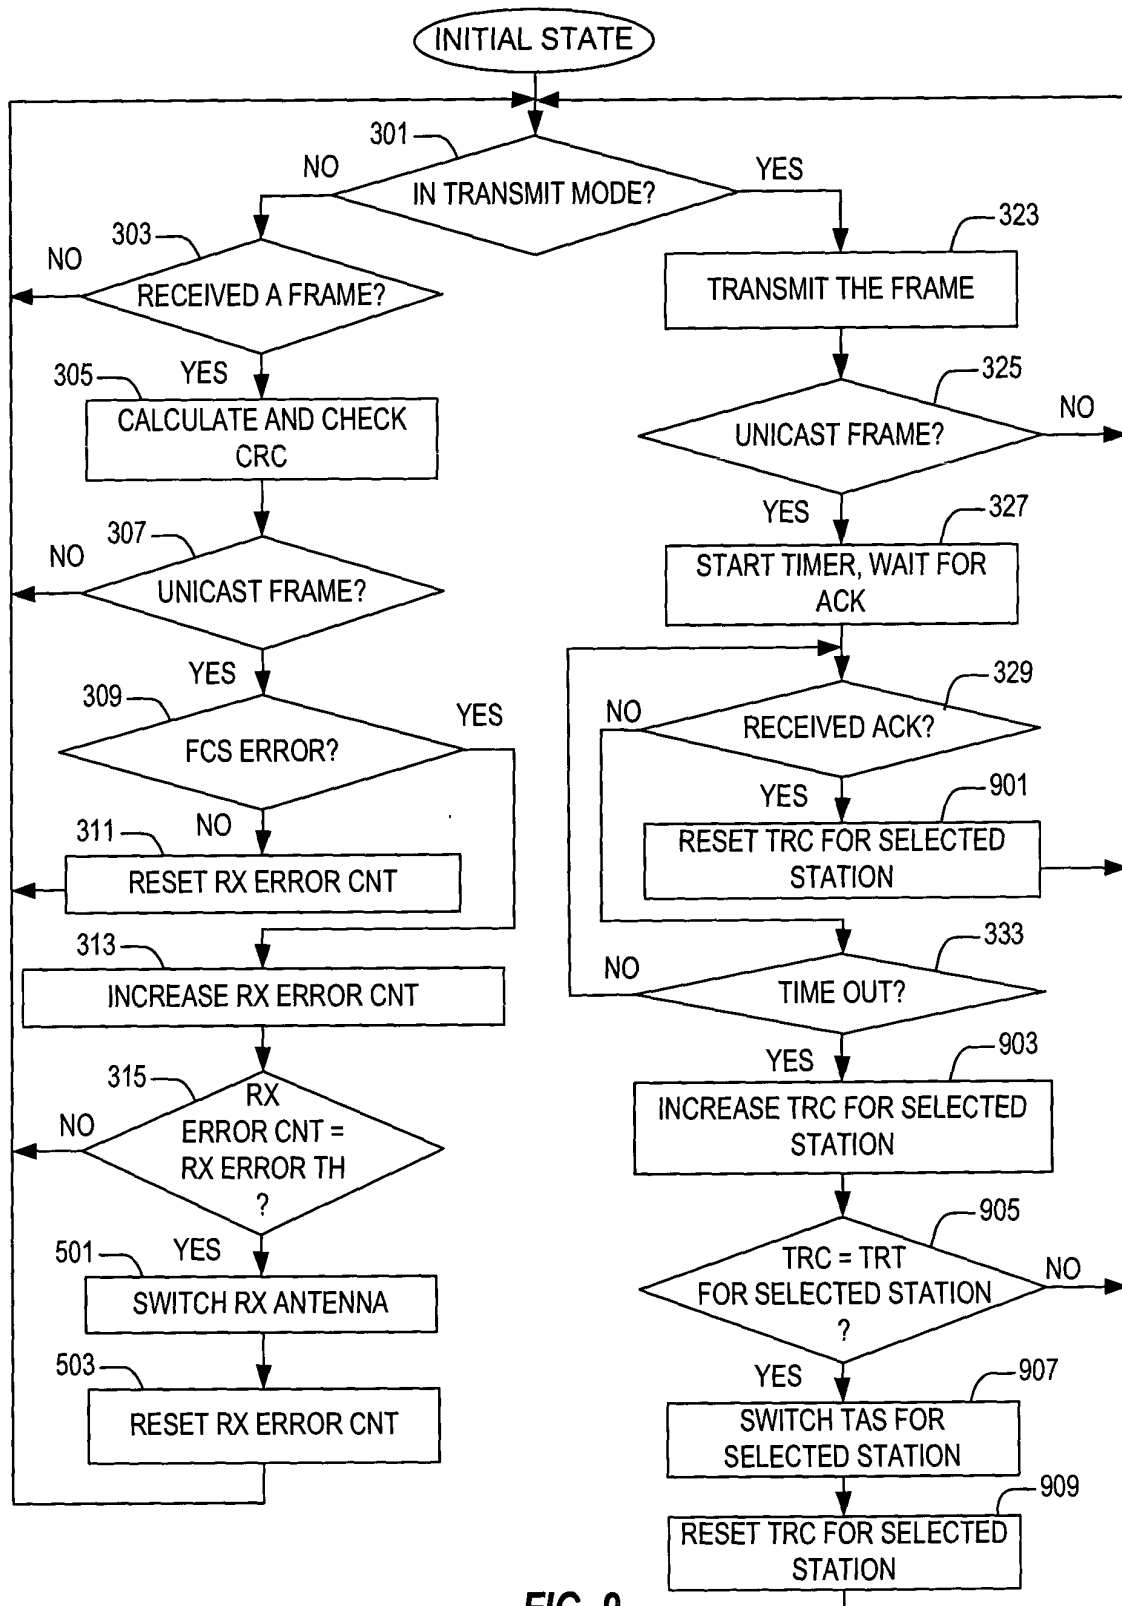 INITIAL STATE
301
NO
YES
IN TRANSMIT MODE?
303
NO
RECEIVED A FRAME?
YES
305
CALCULATE AND CHECK
CRC
307
NO
UNICAST FRAME?
YES
309
YES
FCS ERROR?
NO
311
RESET RX ERROR CNT
313
INCREASE RX ERROR CNT
315
NO
RX
ERROR CNT =
RX ERROR TH
?
YES
501
SWITCH RX ANTENNA
503
RESET RX ERROR CNT
323
TRANSMIT THE FRAME
325
NO
UNICAST FRAME?
YES
327
START TIMER, WAIT FOR
ACK
329
NO
RECEIVED ACK?
YES
901
RESET TRC FOR SELECTED
STATION
333
NO
TIME OUT?
YES
903
INCREASE TRC FOR SELECTED
STATION
905
TRC = TRT
FOR SELECTED STATION
?
NO
YES
907
SWITCH TAS FOR
SELECTED STATION
909
RESET TRC FOR SELECTED
STATION
FIG. 9